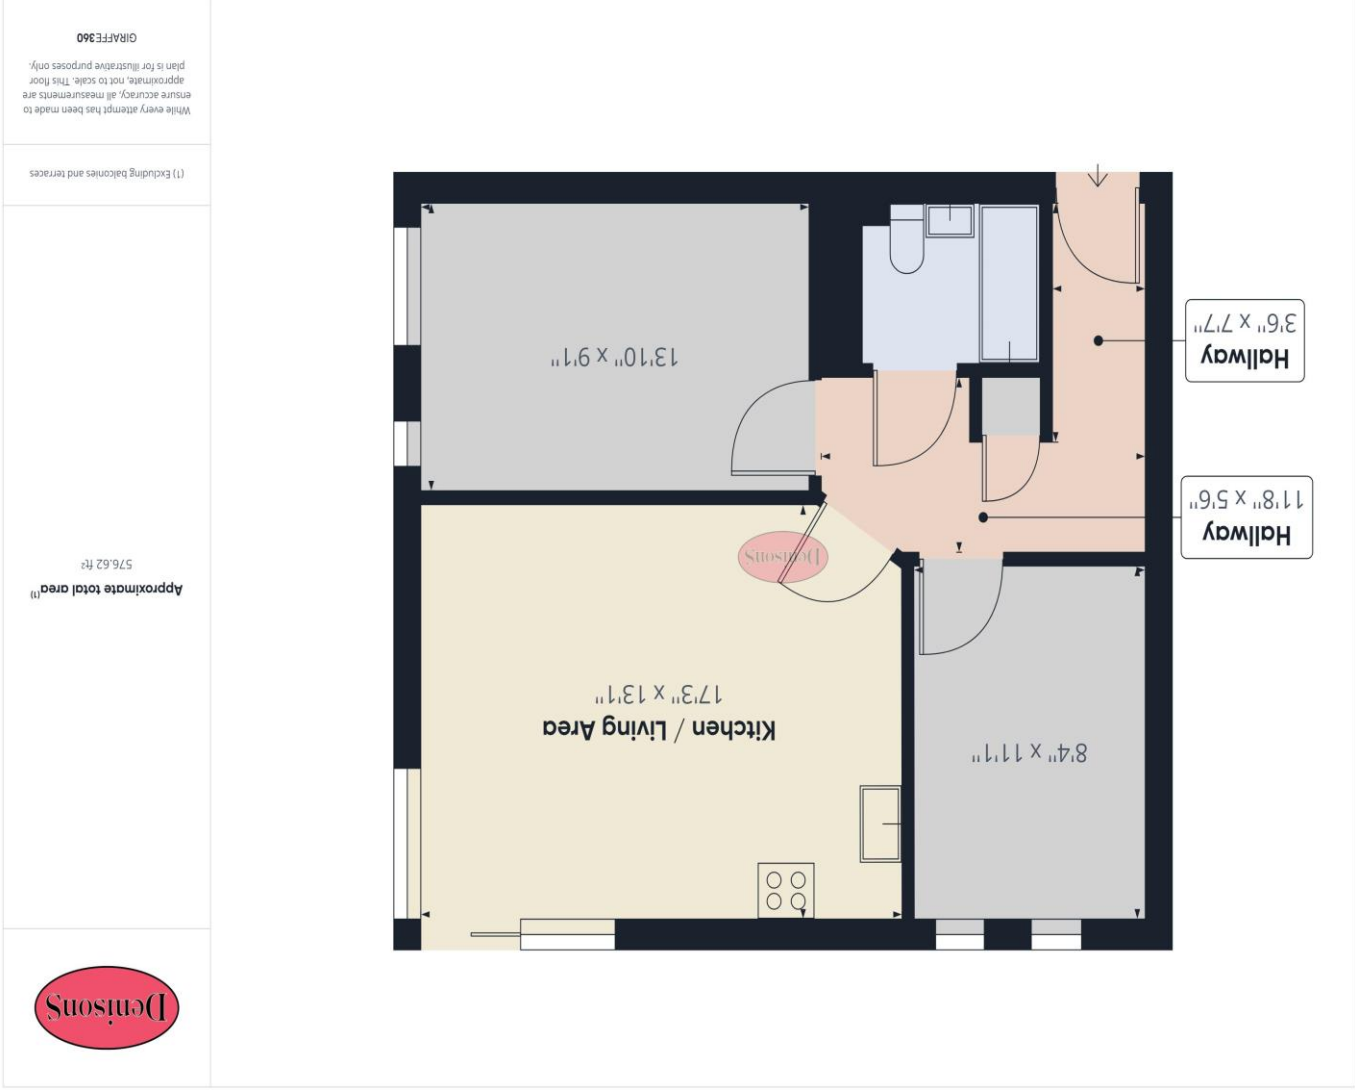 Denisons
Approximate total area(1)
576.62 ft²
(1) Excluding balconies and terraces
While every attempt has been made to
ensure accuracy, all measurements are
approximate, not to scale. This floor
plan is for illustrative purposes only.
GIRAFFE360
8'4" x 11'1"
Kitchen / Living Area
17'3" x 13'1"
Denisons
Hallway
11'8" x 5'6"
Hallway
3'6" x 7'7"
13'10" x 9'1"